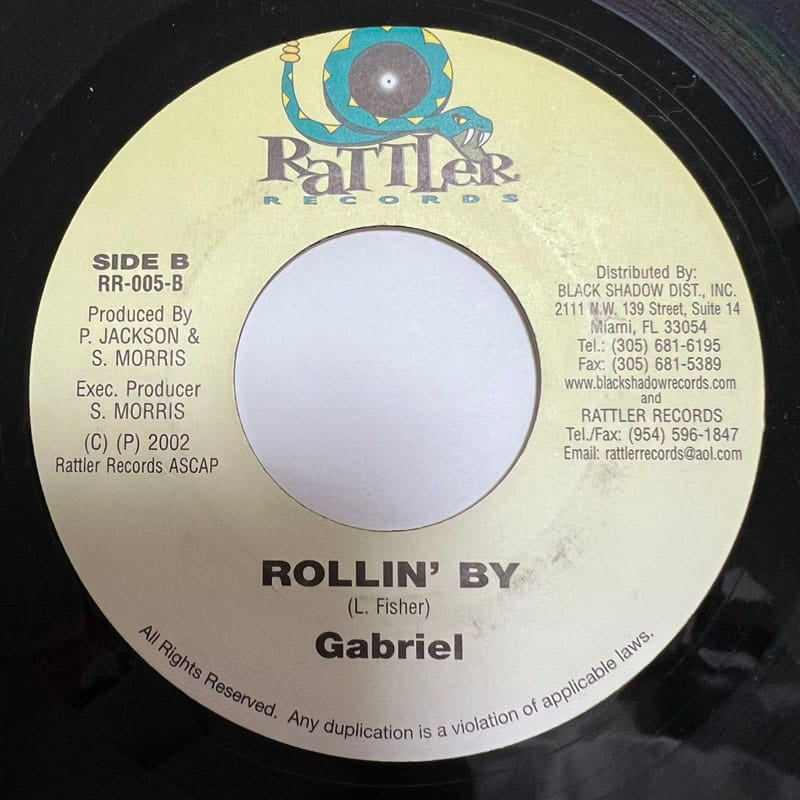 RATTLER
RECORDS
SIDE B
RR-005-B
Produced By
P. JACKSON &
S. MORRIS
Exec. Producer
S. MORRIS
(C) (P) 2002
Rattler Records ASCAP
Distributed By:
BLACK SHADOW DIST., INC.
2111 N.W. 139 Street, Suite 14
Miami, FL 33054
Tel.: (305) 681-6195
Fax: (305) 681-5389
www.blackshadowrecords.com
and
RATTLER RECORDS
Tel./Fax: (954) 596-1847
Email: rattlerrecords@aol.com
ROLLIN' BY
(L. Fisher)
Gabriel
All Rights Reserved. Any duplication is a violation of applicable laws.